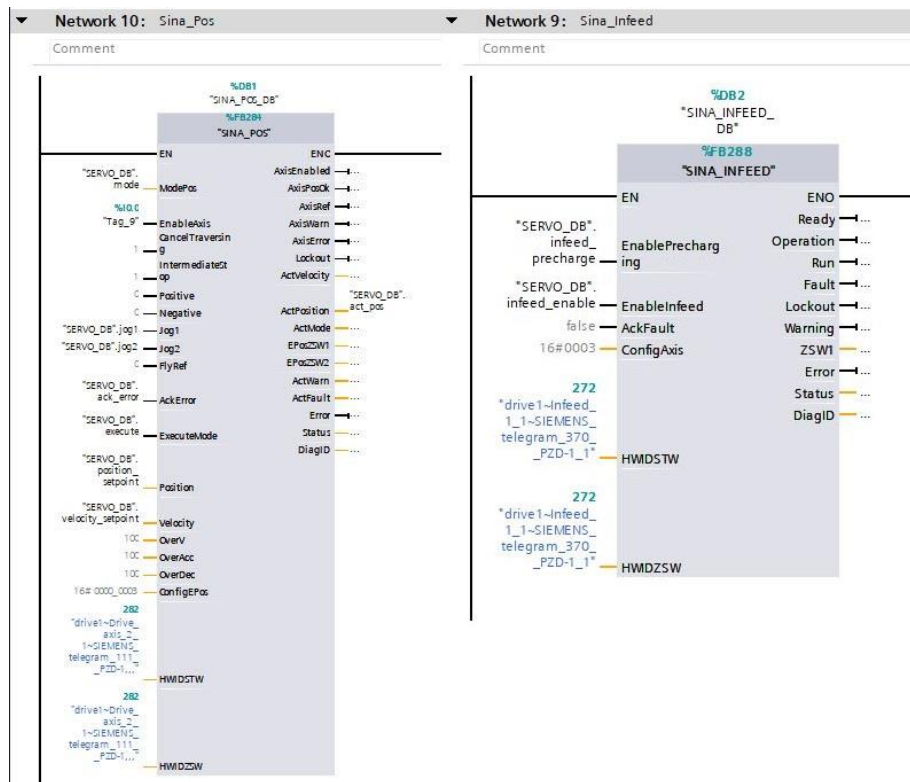 Network 10: Sina_Pos
Comment
%DB1
"SINA_POS_DB"
%FB284
"SINA_POS"
EN ENO
"SERVO_DB".
mode ModePos
%I0.0
"Tag_9" EnableAxis
1 CancelTraversin
g
1 IntermediateSt
op
0 Positive
0 Negative
"SERVO_DB".jog1 Jog1
"SERVO_DB".jog2 Jog2
0 FlyRef
"SERVO_DB".
ack_error AckError
"SERVO_DB".
execute ExecuteMode
"SERVO_DB".
position_
setpoint Position
"SERVO_DB".
velocity_setpoint Velocity
100 OverV
100 OverAcc
100 OverDec
16#0000_0003 ConfigEPos
282
"drive1~Drive_
axis_2_
1~SIEMENS_
telegram_111_
_PZD-1..." HWIDSTW
282
"drive1~Drive_
axis_2_
1~SIEMENS_
telegram_111_
_PZD-1..." HWIDZSW
AxisEnabled ...
AxisPosOk ...
AxisRef ...
AxisWarn ...
AxisError ...
Lockout ...
ActVelocity ...
ActPosition "SERVO_DB".
act_pos
ActMode ...
EPosZSW1 ...
EPosZSW2 ...
ActWarn ...
ActFault ...
Error ...
Status ...
DiagID ...
Network 9: Sina_Infeed
Comment
%DB2
"SINA_INFEED_
DB"
%FB288
"SINA_INFEED"
EN ENO
"SERVO_DB".
infeed_
precharge EnablePrecharg
ing
"SERVO_DB".
infeed_enable EnableInfeed
false AckFault
16#0003 ConfigAxis
272
"drive1~Infeed_
1_1~SIEMENS_
telegram_370_
_PZD-1_1" HWIDSTW
272
"drive1~Infeed_
1_1~SIEMENS_
telegram_370_
_PZD-1_1" HWIDZSW
Ready ...
Operation ...
Run ...
Fault ...
Lockout ...
Warning ...
ZSW1 ...
Error ...
Status ...
DiagID ...